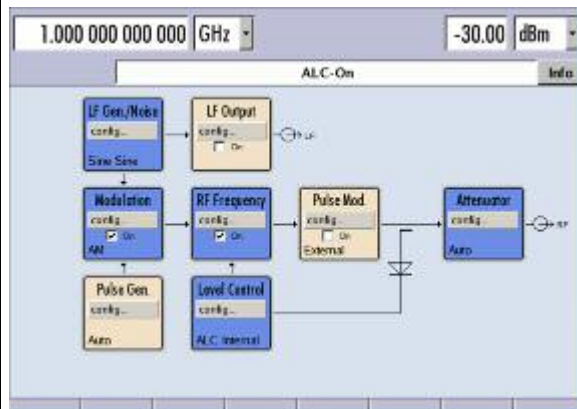 1.000 000 000 000 GHz -30.00 dBm
ALC-On Info
LF Gen./Noise
config...
Sine Sine
LF Output
config...
On
LF
Modulation
config...
On
AM
RF Frequency
config...
On
Pulse Mod.
config...
On
External
Attenuator
config...
Auto
RF
Pulse Gen.
config...
Auto
Level Control
config...
ALC Internal